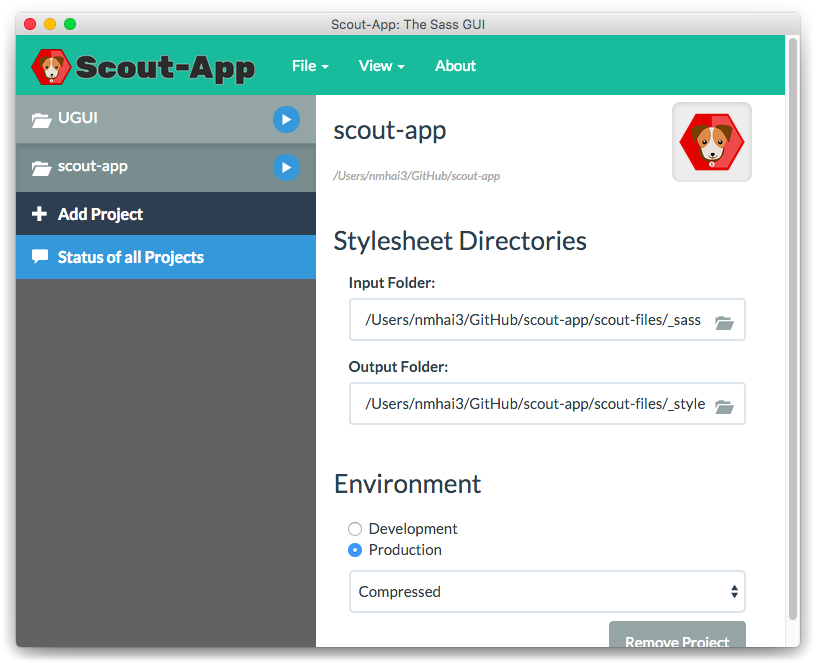 Scout-App: The Sass GUI
Scout-App File View About
UGUI
scout-app
Add Project
Status of all Projects
scout-app
/Users/nmhai3/GitHub/scout-app
Stylesheet Directories
Input Folder:
/Users/nmhai3/GitHub/scout-app/scout-files/_sass
Output Folder:
/Users/nmhai3/GitHub/scout-app/scout-files/_style
Environment
Development
Production
Compressed
Remove Project